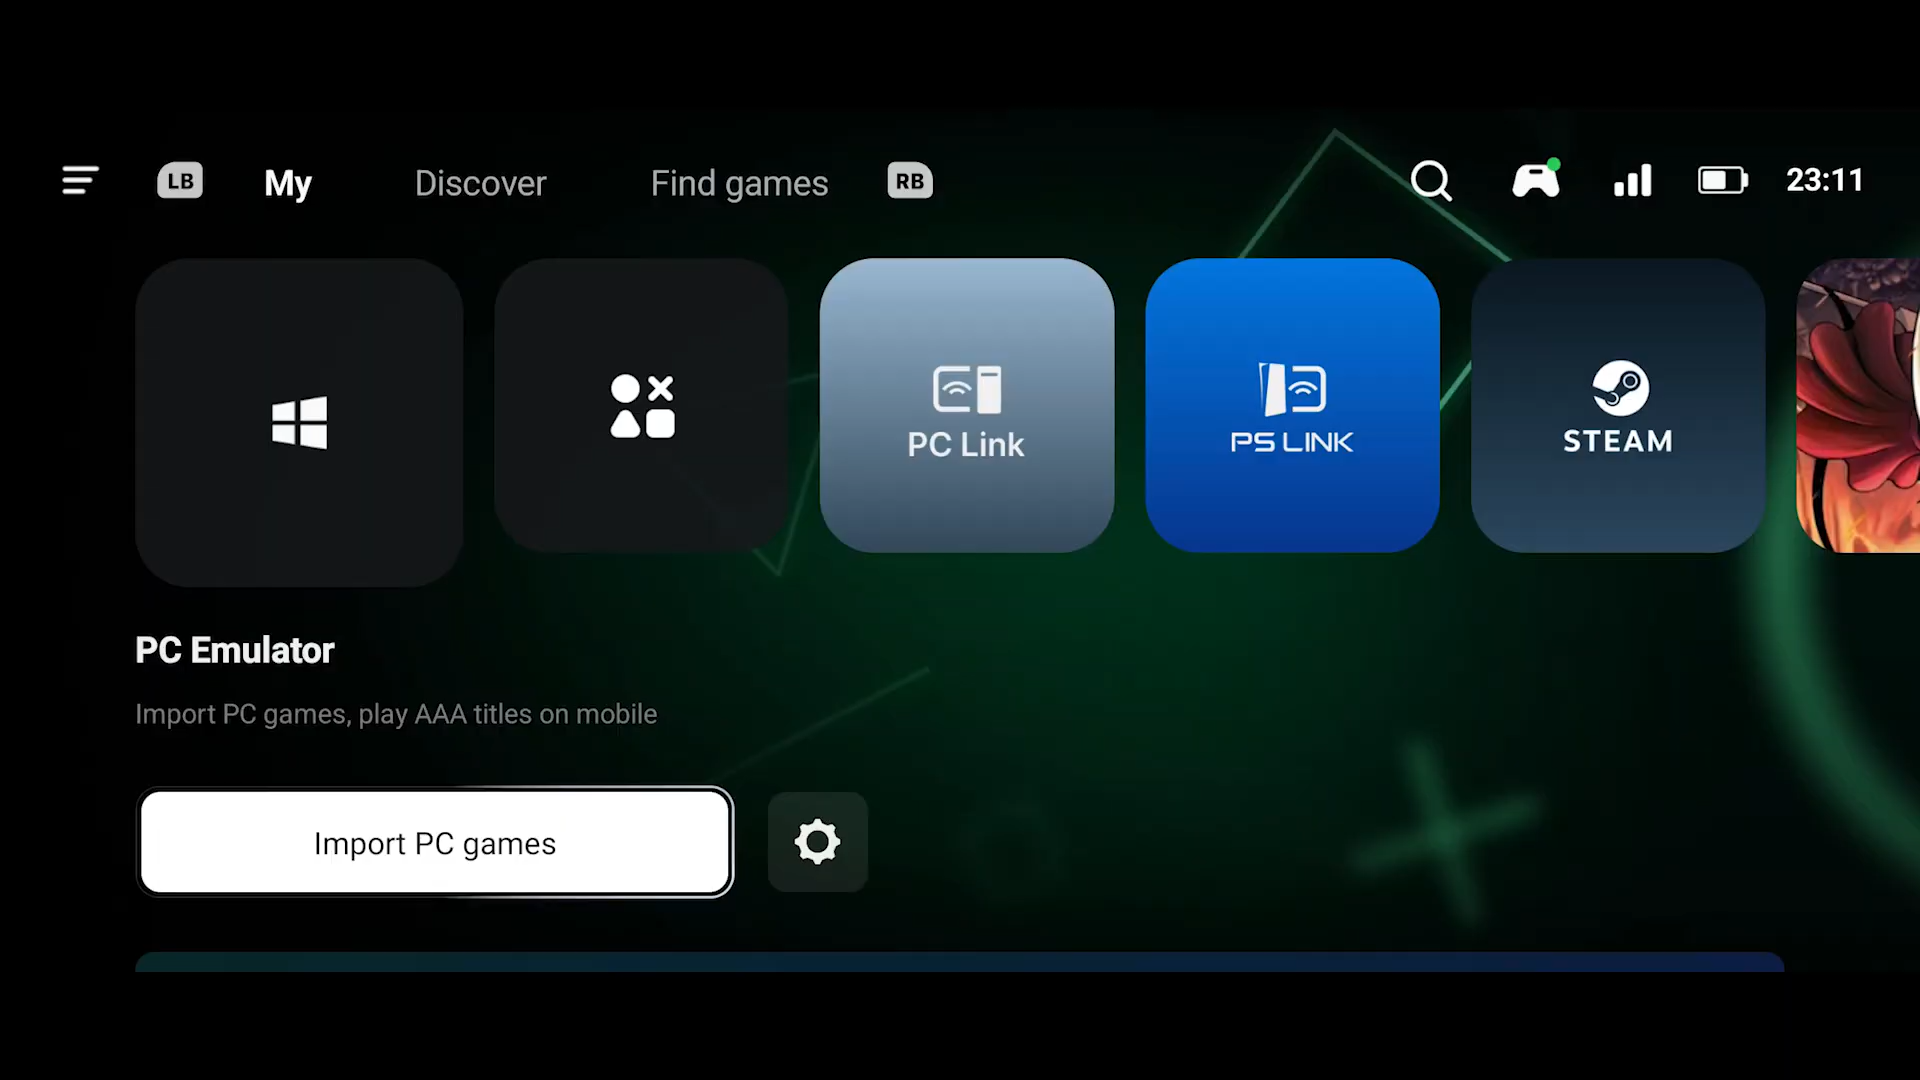 LB
My
Discover
Find games
RB
23:11
PC Link
PS LINK
STEAM
PC Emulator
Import PC games, play AAA titles on mobile
Import PC games